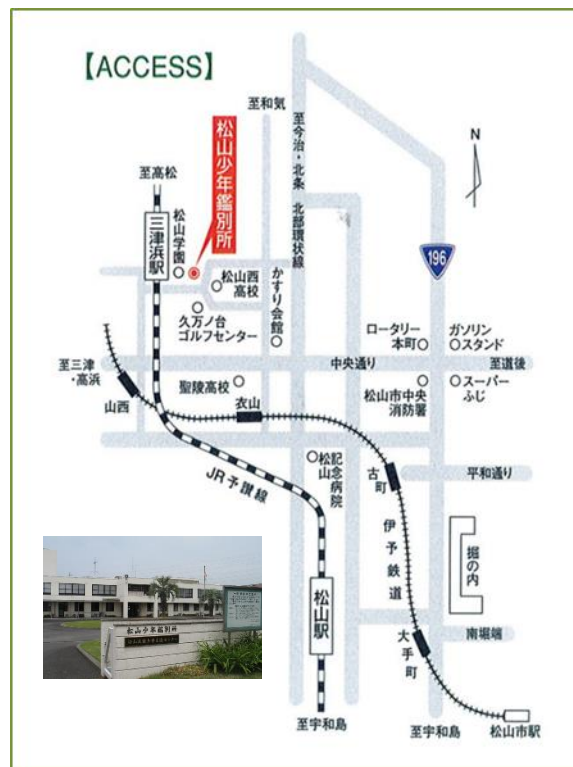 【ACCESS】
至和気
至今治・北条 北部環状線
N
松山少年鑑別所
至高松
三津浜駅
松山学園
松山西
高校
196
久万ノ台
ゴルフセンター
かすり会館
ロータリー
本町
ガソリン
スタンド
至三津
・高浜
中央通り
至道後
山西
聖陵高校
衣山
松山市中央
消防署
スーパー
ふじ
松山
記念病院
古町
平和通り
JR予讃線
伊予鉄道
堀の内
松山駅
大手町
南堀端
至宇和島
至宇和島
松山市駅
松山少年鑑別所